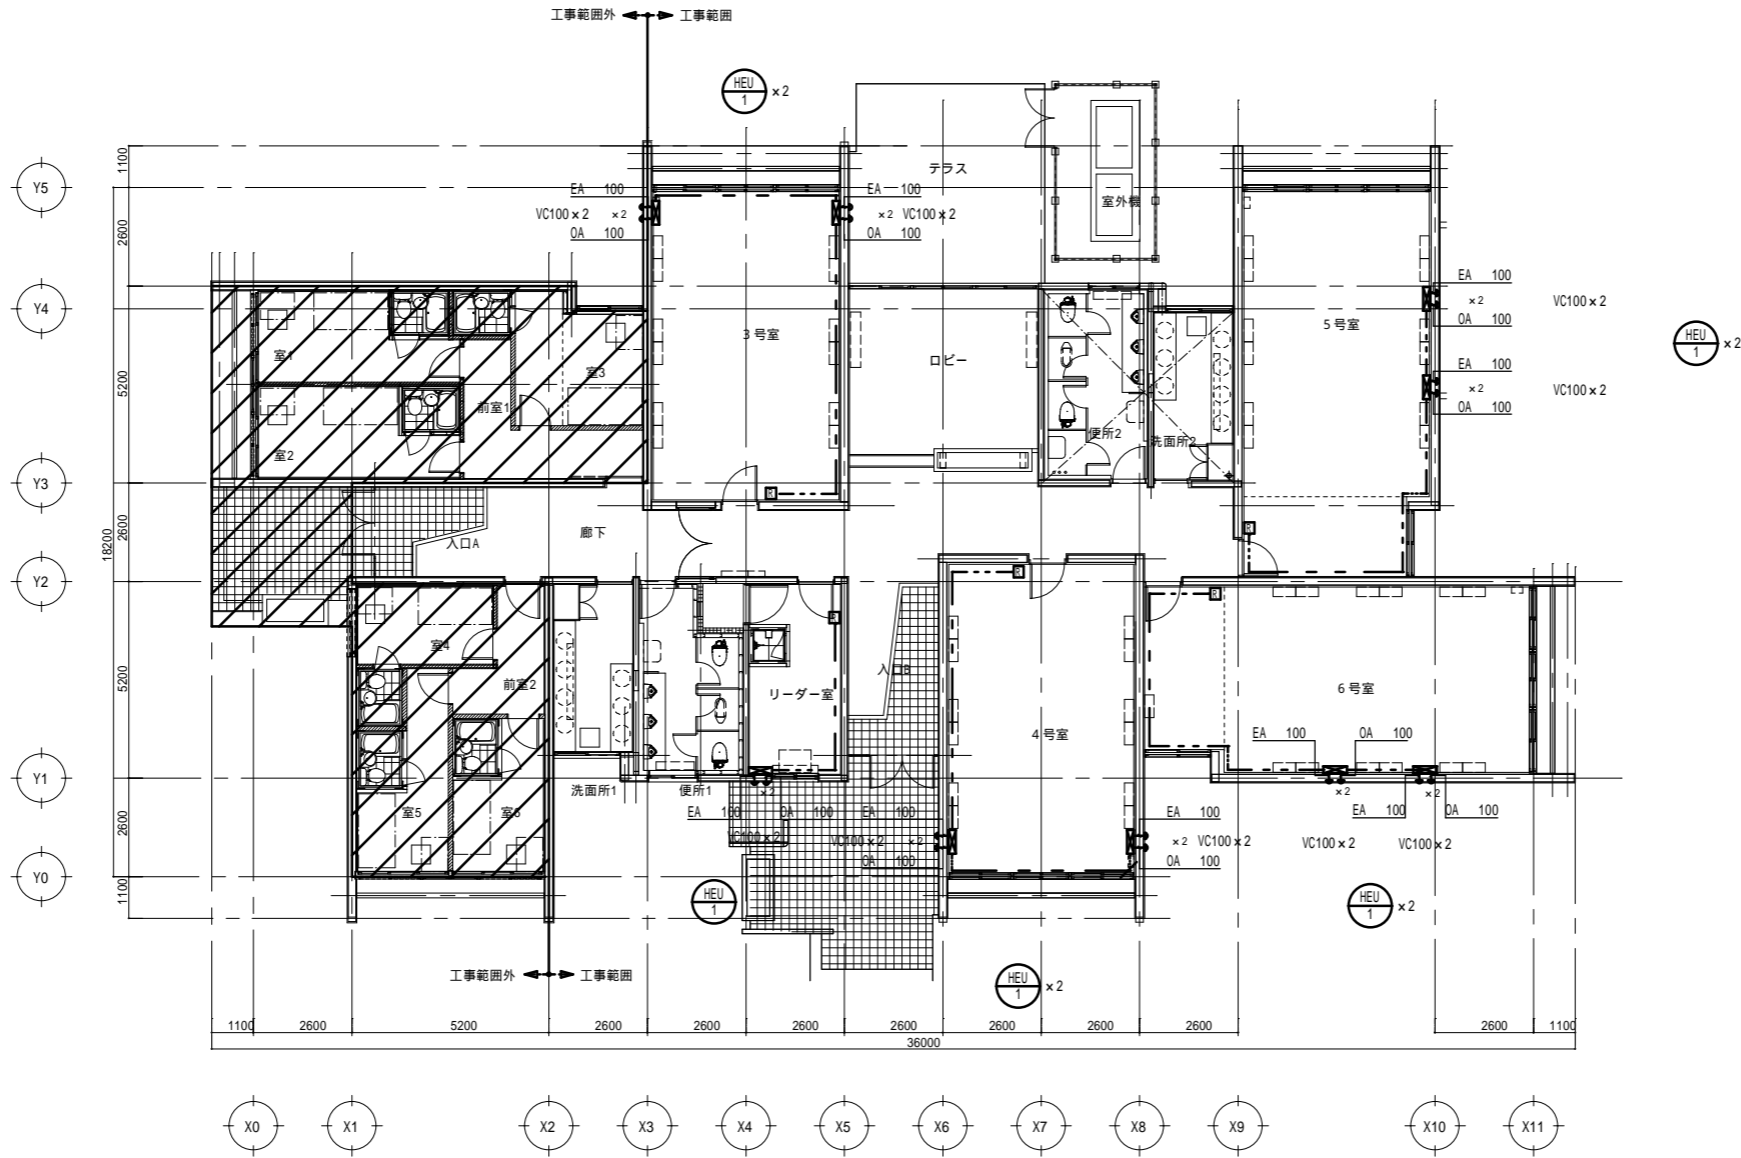 工事範囲外
工事範囲
HEU
1
×2
1100
Y5
EA 100
VC100×2
×2
OA 100
EA 100
×2
VC100×2
OA 100
テラス
室外機
2600
Y4
EA 100
×2
VC100×2
OA 100
HEU
1
×2
3号室
5号室
ロビー
室1
室3
EA 100
×2
VC100×2
OA 100
5200
前室1
室2
便所2
洗面所2
Y3
2600
18200
廊下
入口A
Y2
5200
室4
前室2
リーダー室
入口B
6号室
4号室
EA 100
OA 100
Y1
洗面所1
便所1
×2
×2
×2
2600
室5
室6
EA 100
OA 100
EA 100
EA 100
EA 100
OA 100
VC100×2
VC100×2
×2
×2
VC100×2
VC100×2
VC100×2
OA 100
OA 100
Y0
1100
HEU
1
HEU
1
×2
工事範囲外
工事範囲
HEU
1
×2
1100
2600
5200
2600
2600
2600
2600
2600
2600
2600
2600
1100
36000
X0
X1
X2
X3
X4
X5
X6
X7
X8
X9
X10
X11